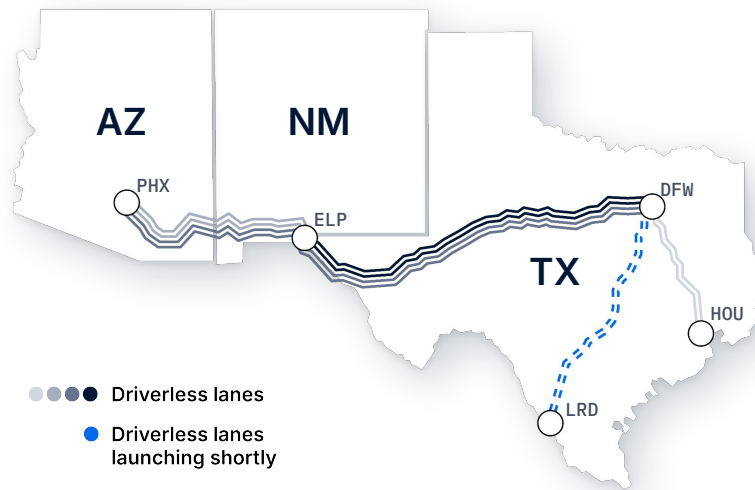 AZ
NM
PHX
ELP
DFW
TX
HOU
LRD
Driverless lanes
Driverless lanes
launching shortly